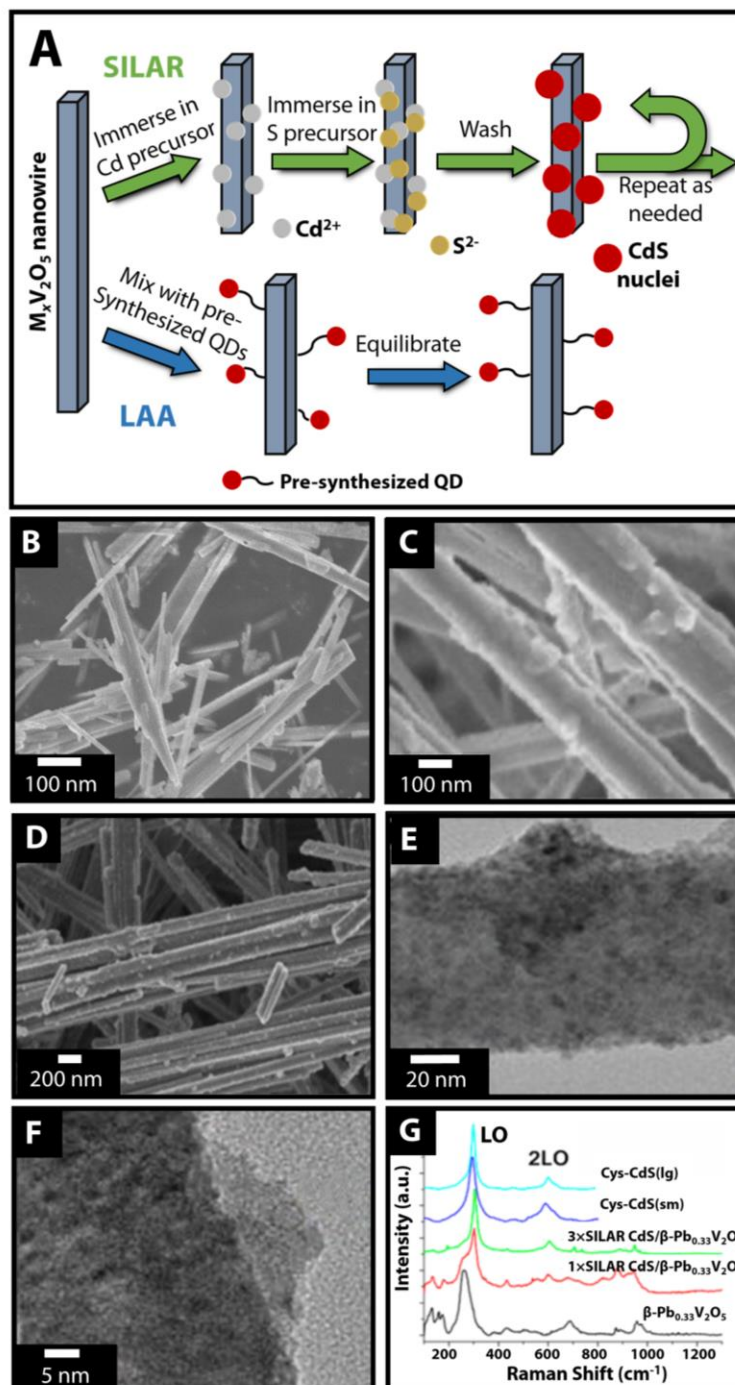 A
SILAR
Immerse in
Cd precursor
Immerse in
S precursor
Wash
Repeat as
needed
Cd²⁺
S²⁻
CdS
nuclei
MₓV₂O₅ nanowire
Mix with pre-
Synthesized QDs
Equilibrate
LAA
Pre-synthesized QD
B
100 nm
C
100 nm
D
200 nm
E
20 nm
F
5 nm
G
LO
2LO
Cys-CdS(lg)
Cys-CdS(sm)
3×SILAR CdS/β-Pb₀.₃₃V₂O
1×SILAR CdS/β-Pb₀.₃₃V₂O
β-Pb₀.₃₃V₂O₅
Intensity (a.u.)
200 400 600 800 1000 1200
Raman Shift (cm⁻¹)